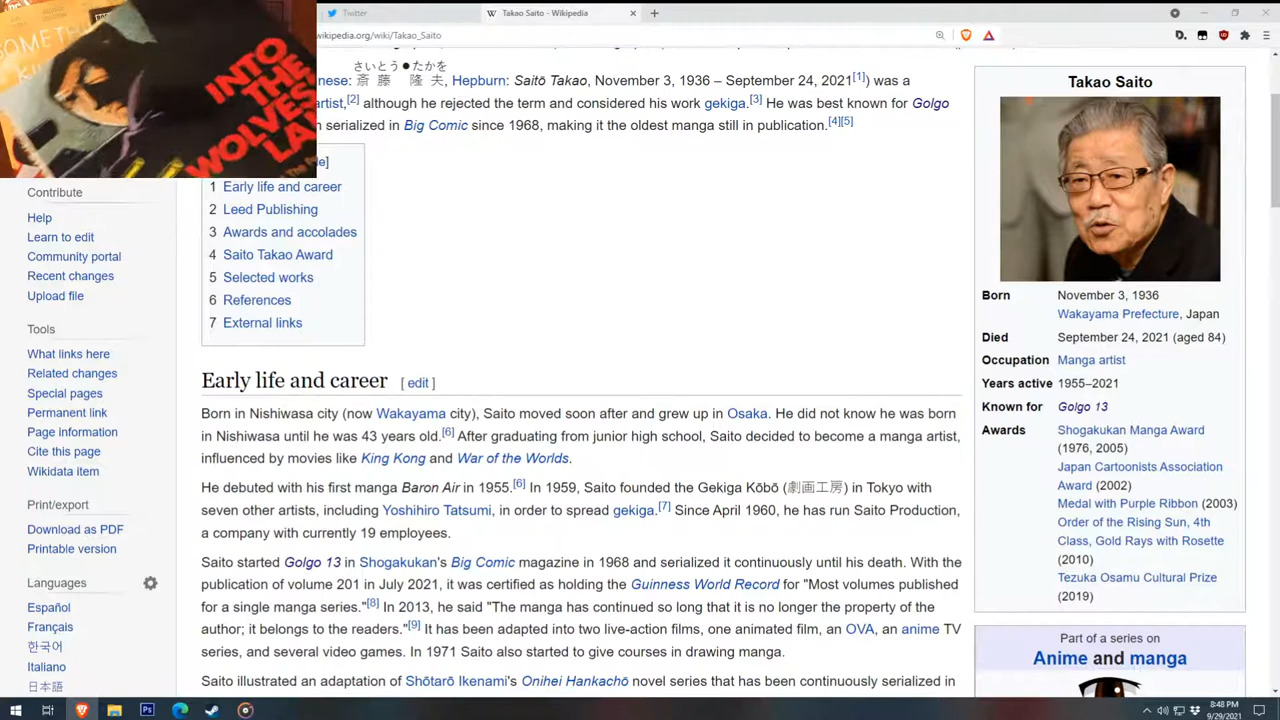 SOMETH
KI
INTO
THE
WOLVES'
LA
Twitter
Takao Saito - Wikipedia
kipedia.org/wiki/Takao_Saito
さいとう●たかを
nese: 斎藤 隆夫, Hepburn: Saitō Takao, November 3, 1936 – September 24, 2021[1]) was a
artist,[2] although he rejected the term and considered his work gekiga.[3] He was best known for Golgo
n serialized in Big Comic since 1968, making it the oldest manga still in publication.[4][5]
de]
1 Early life and career
2 Leed Publishing
3 Awards and accolades
4 Saito Takao Award
5 Selected works
6 References
7 External links
Early life and career [ edit ]
Born in Nishiwasa city (now Wakayama city), Saito moved soon after and grew up in Osaka. He did not know he was born
in Nishiwasa until he was 43 years old.[6] After graduating from junior high school, Saito decided to become a manga artist,
influenced by movies like King Kong and War of the Worlds.
He debuted with his first manga Baron Air in 1955.[6] In 1959, Saito founded the Gekiga Kōbō (劇画工房) in Tokyo with
seven other artists, including Yoshihiro Tatsumi, in order to spread gekiga.[7] Since April 1960, he has run Saito Production,
a company with currently 19 employees.
Saito started Golgo 13 in Shogakukan's Big Comic magazine in 1968 and serialized it continuously until his death. With the
publication of volume 201 in July 2021, it was certified as holding the Guinness World Record for "Most volumes published
for a single manga series."[8] In 2013, he said "The manga has continued so long that it is no longer the property of the
author; it belongs to the readers."[9] It has been adapted into two live-action films, one animated film, an OVA, an anime TV
series, and several video games. In 1971 Saito also started to give courses in drawing manga.
Saito illustrated an adaptation of Shōtarō Ikenami's Onihei Hankachō novel series that has been continuously serialized in
Contribute
Help
Learn to edit
Community portal
Recent changes
Upload file
Tools
What links here
Related changes
Special pages
Permanent link
Page information
Cite this page
Wikidata item
Print/export
Download as PDF
Printable version
Languages
Español
Français
한국어
Italiano
日本語
Takao Saito
Born November 3, 1936
Wakayama Prefecture, Japan
Died September 24, 2021 (aged 84)
Occupation Manga artist
Years active 1955–2021
Known for Golgo 13
Awards Shogakukan Manga Award
(1976, 2005)
Japan Cartoonists Association
Award (2002)
Medal with Purple Ribbon (2003)
Order of the Rising Sun, 4th
Class, Gold Rays with Rosette
(2010)
Tezuka Osamu Cultural Prize
(2019)
Part of a series on
Anime and manga
8:48 PM
9/29/2021